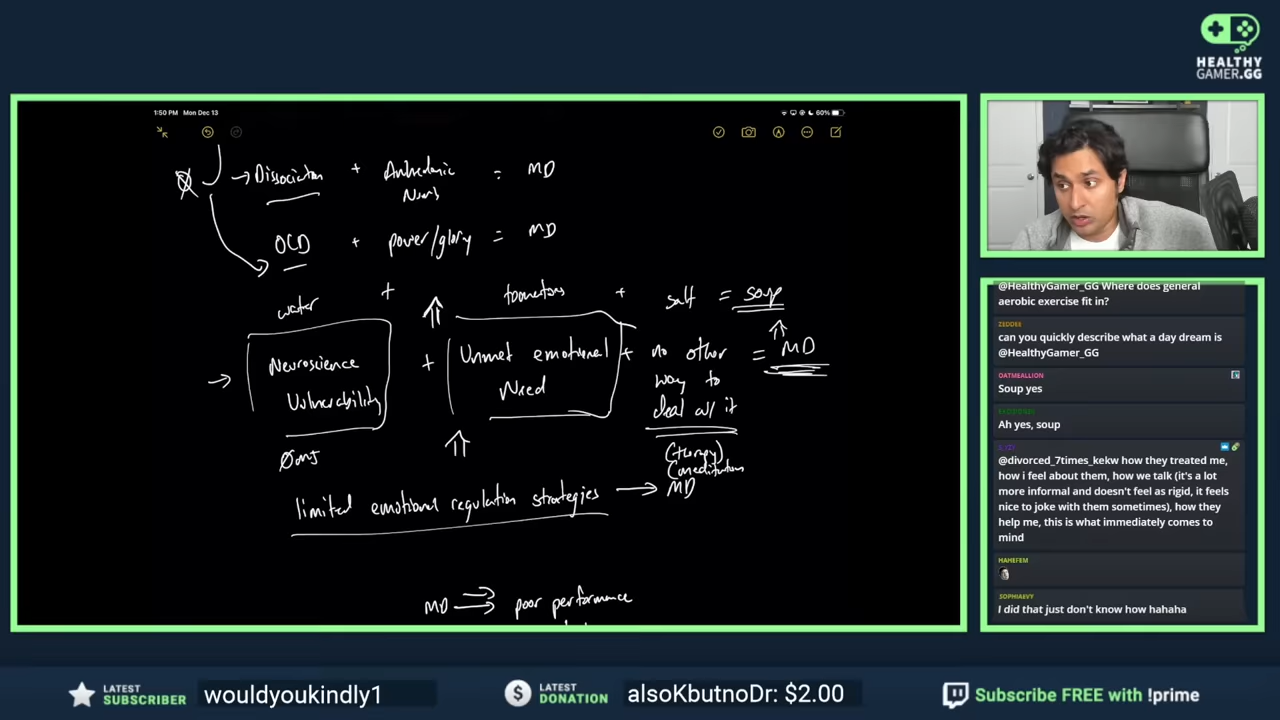 HEALTHY
GAMER.GG
1:50 PM Mon Dec 13
60%
Dissociation + Anhedonic = MD
OCD + power/glory = MD
water + + salt = soup
Neuroscience
Vulnerability
+
Unmet emotional
Need
+
no other
way to
deal w/ it
= MD
(therapy)
(meditation)
limited emotional regulation strategies → MD
MD poor performance
@HealthyGamer_GG Where does general
aerobic exercise fit in?
ZEDDEE
can you quickly describe what a day dream is
@HealthyGamer_GG
OATMEALLION
Soup yes
Ah yes, soup
@divorced_7times_kekw how they treated me,
how i feel about them, how we talk (it's a lot
more informal and doesn't feel as rigid, it feels
nice to joke with them sometimes), how they
help me, this is what immediately comes to
mind
HAHEFEM
SOPHIAEVY
I did that just don't know how hahaha
LATEST
SUBSCRIBER
wouldyoukindly1
$
LATEST
DONATION
alsoKbutnoDr: $2.00
Subscribe FREE with !prime